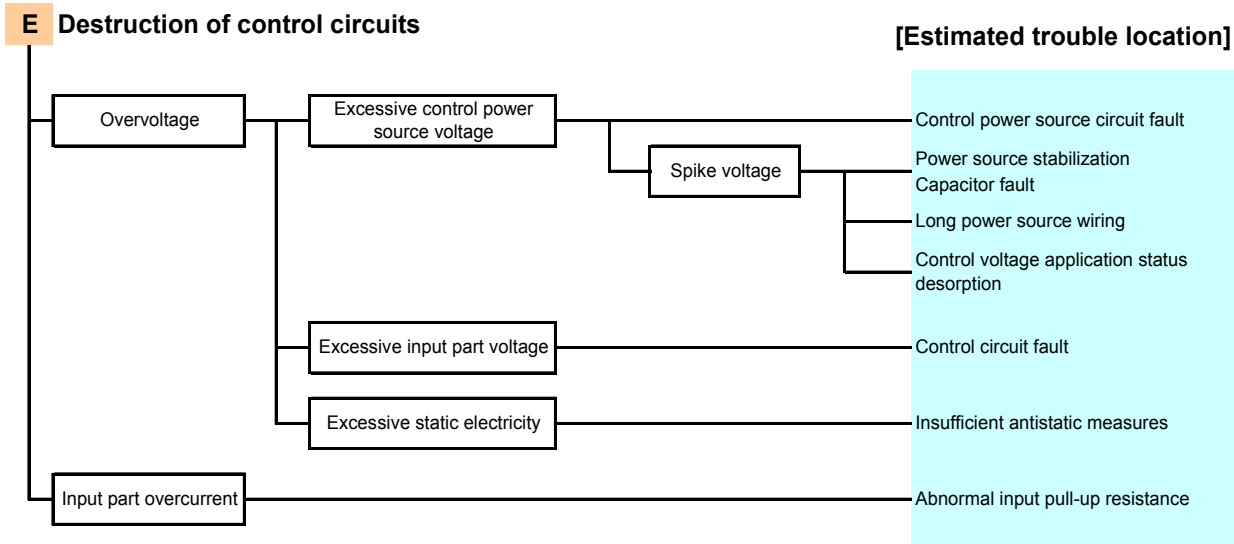 E Destruction of control circuits
[Estimated trouble location]
Overvoltage
Excessive control power
source voltage
Control power source circuit fault
Spike voltage
Power source stabilization
Capacitor fault
Long power source wiring
Control voltage application status
desorption
Excessive input part voltage
Control circuit fault
Excessive static electricity
Insufficient antistatic measures
Input part overcurrent
Abnormal input pull-up resistance